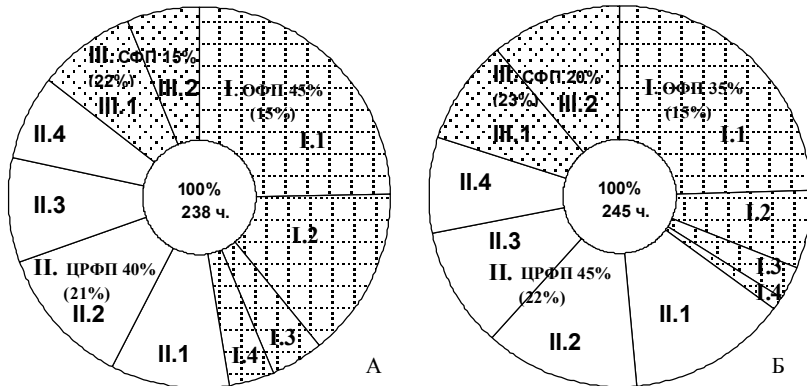 III. СФП 15%
(22%)
III.1
III.2
I. ОФП 45%
(15%)
I.1
II.4
100%
238 ч.
II.3
I.2
II. ЦРФП 40%
(21%)
II.2
I.3
I.4
II.1
А
III. СФП 20%
(23%)
III.2
III.1
I. ОФП 35%
(15%)
I.1
II.4
100%
245 ч.
I.2
II.3
II. ЦРФП 45%
(22%)
I.3
I.4
II.1
II.2
Б